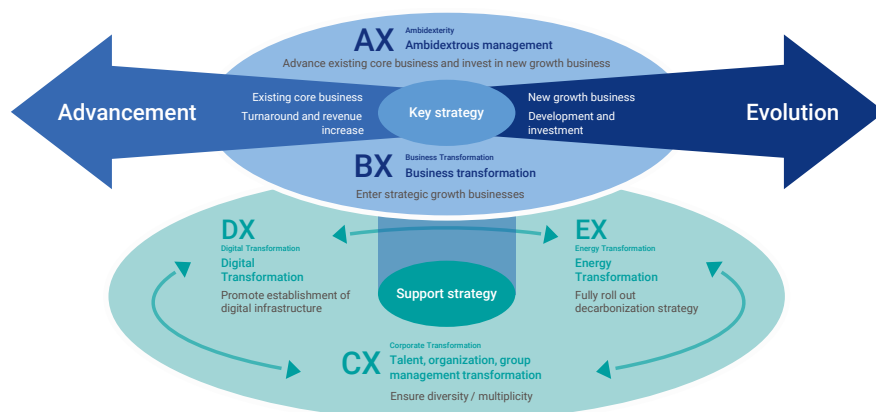 AX
Ambidexterity
Ambidextrous management
Advance existing core business and invest in new growth business
Advancement
Existing core business
Turnaround and revenue
increase
Key strategy
New growth business
Development and
investment
Evolution
BX
Business Transformation
Business transformation
Enter strategic growth businesses
DX
Digital Transformation
Digital
Transformation
Promote establishment of
digital infrastructure
EX
Energy Transformation
Energy
Transformation
Fully roll out
decarbonization strategy
Support strategy
CX
Corporate Transformation
Talent, organization, group
management transformation
Ensure diversity / multiplicity